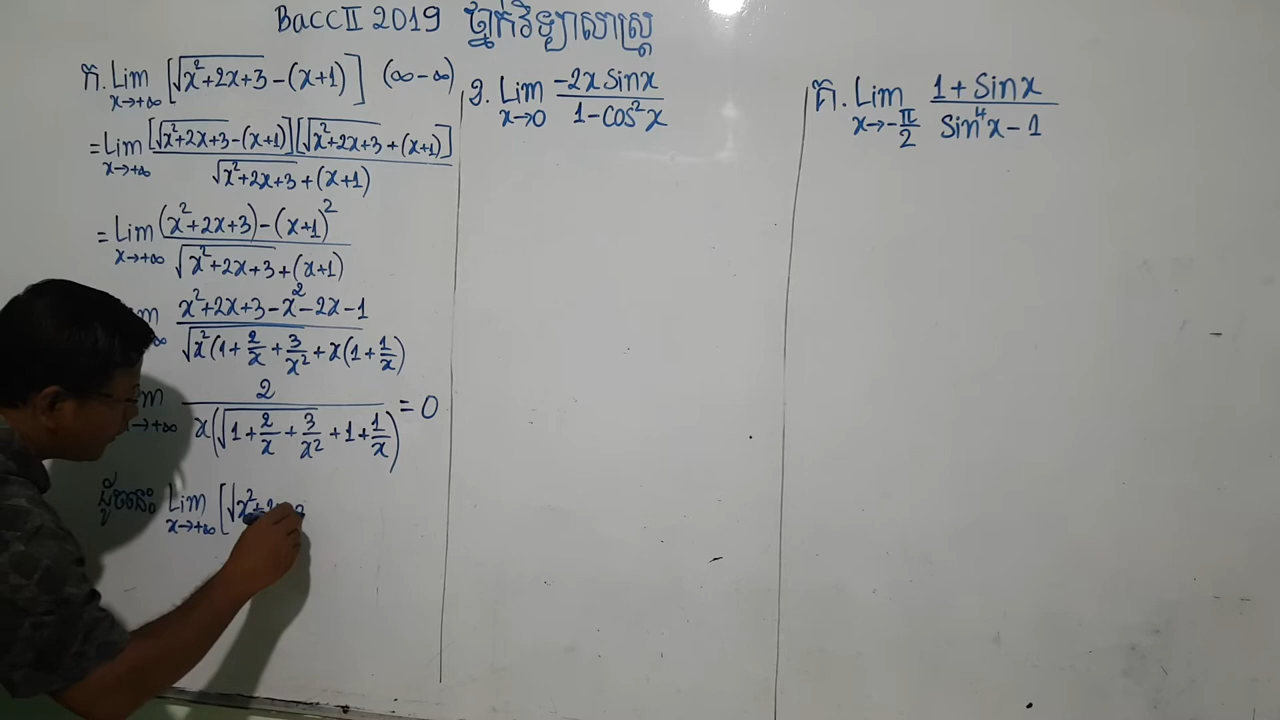 BaccII 2019 ថ្នាក់វិទ្យាសាស្ត្រ
ក. Lim x→+∞ [√x²+2x+3 − (x+1)] (∞−∞)
= Lim x→+∞ [√x²+2x+3 − (x+1)][√x²+2x+3 + (x+1)] / √x²+2x+3 + (x+1)
= Lim x→+∞ (x²+2x+3) − (x+1)² / √x²+2x+3 + (x+1)
x²+2x+3 − x² − 2x − 1 / √x²(1 + 2/x + 3/x² + x(1 + 1/x)
2 / x(√1 + 2/x + 3/x² + 1 + 1/x) = 0
ដូចនេះ Lim x→+∞ [√x²+2x
ខ. Lim x→0 −2x Sinx / 1 − cos²x
គ. Lim x→−π/2 1 + Sinx / Sin⁴x − 1